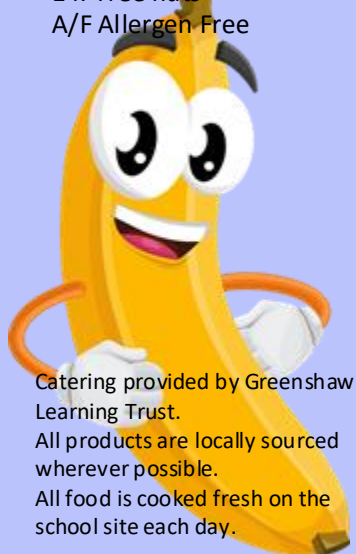 A/F Allergen Free
Catering provided by Greenshaw
Learning Trust.
All products are locally sourced
wherever possible.
All food is cooked fresh on the
school site each day.